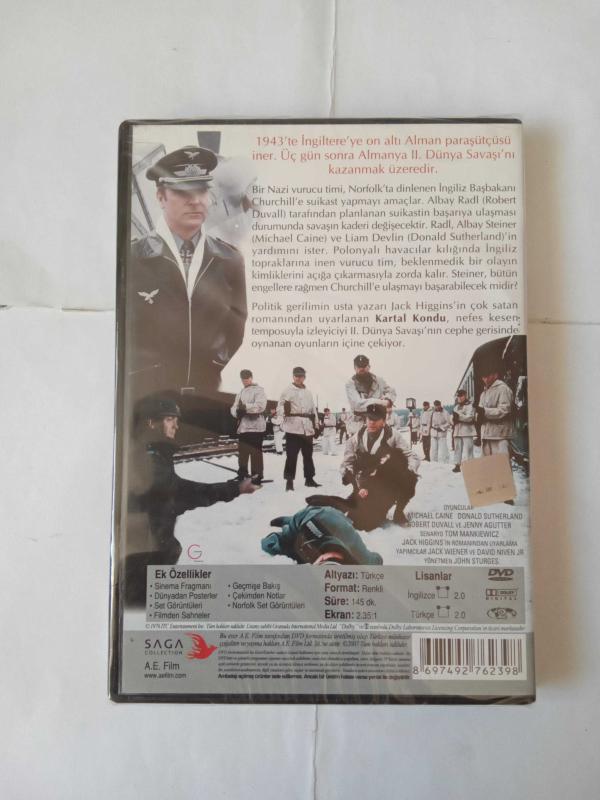 1943'te İngiltere'ye on altı Alman paraşütçüsü
iner. Üç gün sonra Almanya II. Dünya Savaşı'nı
kazanmak üzeredir.
Bir Nazi vurucu timi, Norfolk'ta dinlenen İngiliz Başbakanı
Churchill'e suikast yapmayı amaçlar. Albay Radl (Robert
Duvall) tarafından planlanan suikastin başarıya ulaşması
durumunda savaşın kaderi değişecektir. Radl, Albay Steiner
(Michael Caine) ve Liam Devlin (Donald Sutherland)'in
yardımını ister. Polonyalı havacılar kılığında İngiliz
topraklarına inen vurucu tim, beklenmedik bir olayın
kimliklerini açığa çıkarmasıyla zorda kalır. Steiner, bütün
engellere rağmen Churchill'e ulaşmayı başarabilecek midir?
Politik gerilimin usta yazarı Jack Higgins'in çok satan
romanından uyarlanan Kartal Kondu, nefes kesen
temposuyla izleyiciyi II. Dünya Savaşı'nın cephe gerisinde
oynanan oyunların içine çekiyor.
OYUNCULAR
MICHAEL CAINE DONALD SUTHERLAND
ROBERT DUVALL VE JENNY AGUTTER
SENARYO TOM MANKIEWICZ
JACK HIGGINS'IN ROMANINDAN UYARLAMA
YAPIMCILAR JACK WIENER VE DAVID NIVEN JR
YÖNETMEN JOHN STURGES
G
Ek Özellikler
• Sinema Fragmanı
• Dünyadan Posterler
• Set Görüntüleri
• Filmden Sahneler
• Geçmişe Bakış
• Çekimden Notlar
• Norfolk Set Görüntüleri
Altyazı: Türkçe
Format: Renkli
Süre: 145 dk.
Ekran: 2.35:1
Lisanlar
İngilizce 2.0
Türkçe 2.0
DVD
VIDEO
DOLBY
DIGITAL
SAGA
COLLECTION
A.E. Film
www.aefilm.com
8 697492 762398